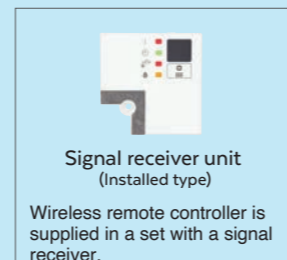 Signal receiver unit
(Installed type)
Wireless remote controller is
supplied in a set with a signal
receiver.